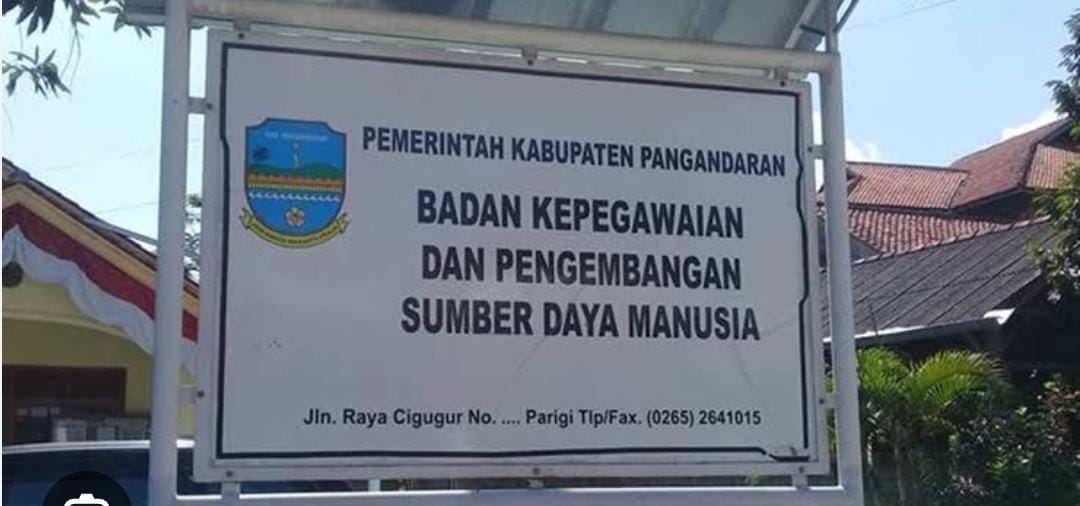 PEMERINTAH KABUPATEN PANGANDARAN
BADAN KEPEGAWAIAN
DAN PENGEMBANGAN
SUMBER DAYA MANUSIA
Jln. Raya Cigugur No. .... Parigi Tlp/Fax. (0265) 2641015